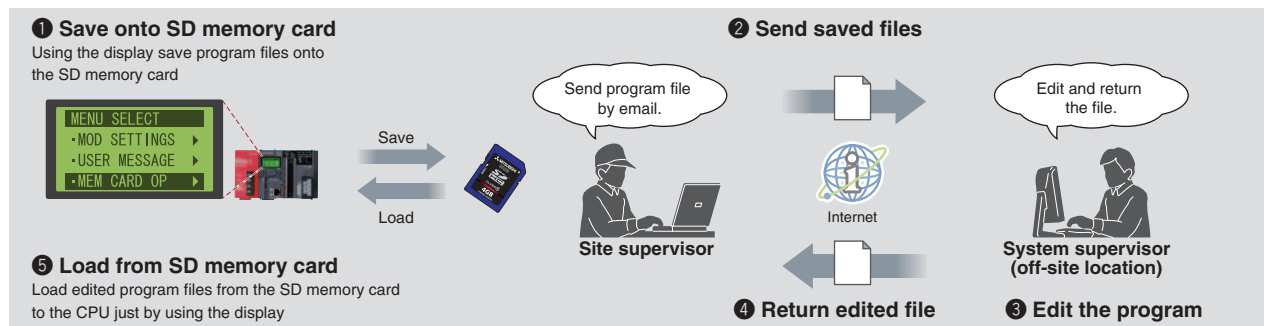 ❶ Save onto SD memory card
Using the display save program files onto
the SD memory card
MENU SELECT
・MOD SETTINGS ▶
・USER MESSAGE ▶
・MEM CARD OP ▶
Save
Load
MITSUBISHI
SD
4GB
Send program file
by email.
Site supervisor
❷ Send saved files
Internet
Edit and return
the file.
System supervisor
(off-site location)
❸ Edit the program
❹ Return edited file
❺ Load from SD memory card
Load edited program files from the SD memory card
to the CPU just by using the display